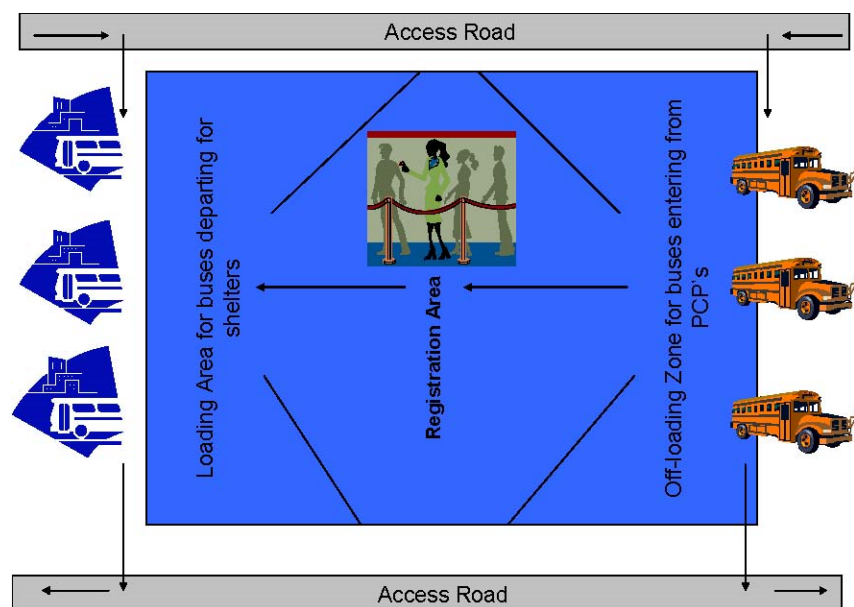 Access Road
Loading Area for buses departing for
shelters
Registration Area
Off-loading Zone for buses entering from
PCP`s
Access Road